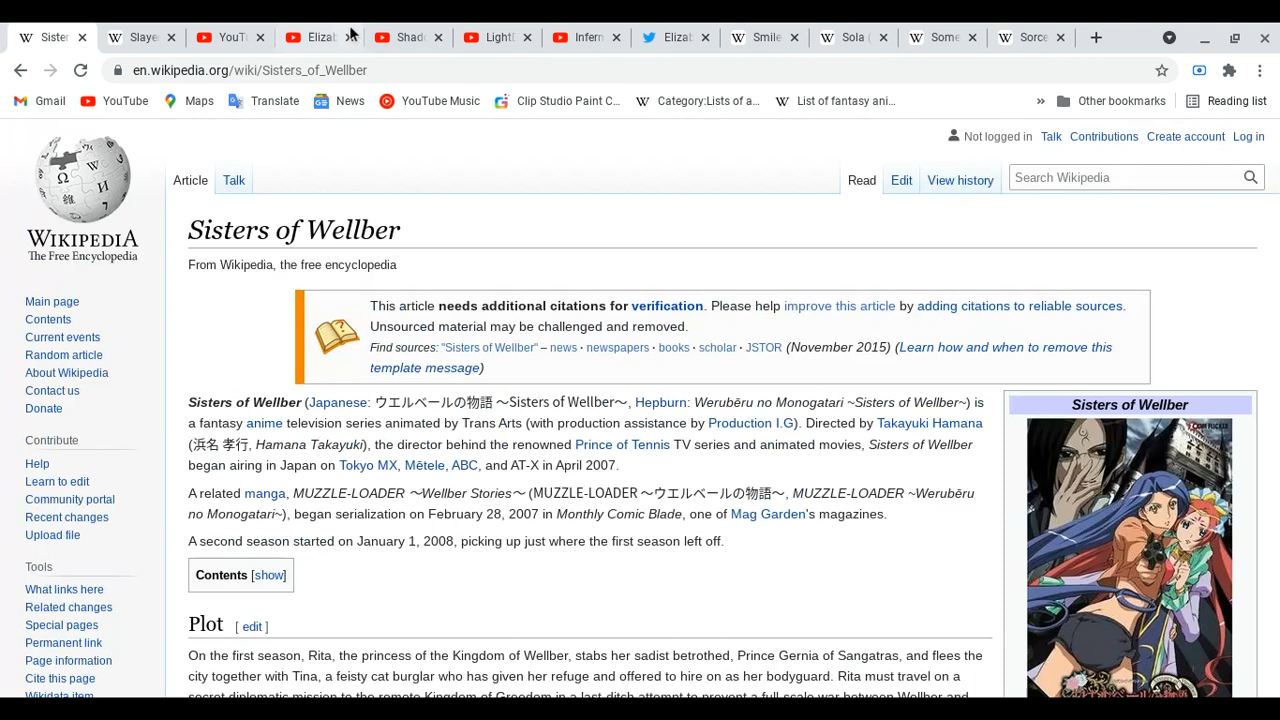 Sister
Slaye
YouT
Elizab
Shado
LightD
Infern
Elizab
Smile
Sola (
Some
Sorce
en.wikipedia.org/wiki/Sisters_of_Wellber
Gmail YouTube Maps Translate News YouTube Music Clip Studio Paint C... Category:Lists of a... List of fantasy ani... » Other bookmarks Reading list
Not logged in Talk Contributions Create account Log in
Article Talk Read Edit View history Search Wikipedia
WIKIPEDIA
The Free Encyclopedia
Main page
Contents
Current events
Random article
About Wikipedia
Contact us
Donate
Contribute
Help
Learn to edit
Community portal
Recent changes
Upload file
Tools
What links here
Related changes
Special pages
Permanent link
Page information
Cite this page
Wikidata item
Sisters of Wellber
From Wikipedia, the free encyclopedia
This article needs additional citations for verification. Please help improve this article by adding citations to reliable sources.
Unsourced material may be challenged and removed.
Find sources: "Sisters of Wellber" – news · newspapers · books · scholar · JSTOR (November 2015) (Learn how and when to remove this
template message)
Sisters of Wellber (Japanese: ウエルベールの物語 〜Sisters of Wellber〜, Hepburn: Werubēru no Monogatari ~Sisters of Wellber~) is
a fantasy anime television series animated by Trans Arts (with production assistance by Production I.G). Directed by Takayuki Hamana
(浜名 孝行, Hamana Takayuki), the director behind the renowned Prince of Tennis TV series and animated movies, Sisters of Wellber
began airing in Japan on Tokyo MX, Mētele, ABC, and AT-X in April 2007.
A related manga, MUZZLE-LOADER 〜Wellber Stories〜 (MUZZLE-LOADER 〜ウエルベールの物語〜, MUZZLE-LOADER ~Werubēru
no Monogatari~), began serialization on February 28, 2007 in Monthly Comic Blade, one of Mag Garden's magazines.
A second season started on January 1, 2008, picking up just where the first season left off.
Contents [show]
Plot [ edit ]
On the first season, Rita, the princess of the Kingdom of Wellber, stabs her sadist betrothed, Prince Gernia of Sangatras, and flees the
city together with Tina, a feisty cat burglar who has given her refuge and offered to hire on as her bodyguard. Rita must travel on a
secret diplomatic mission to the remote Kingdom of Greedom in a last-ditch attempt to prevent a full-scale war between Wellber and
Sisters of Wellber